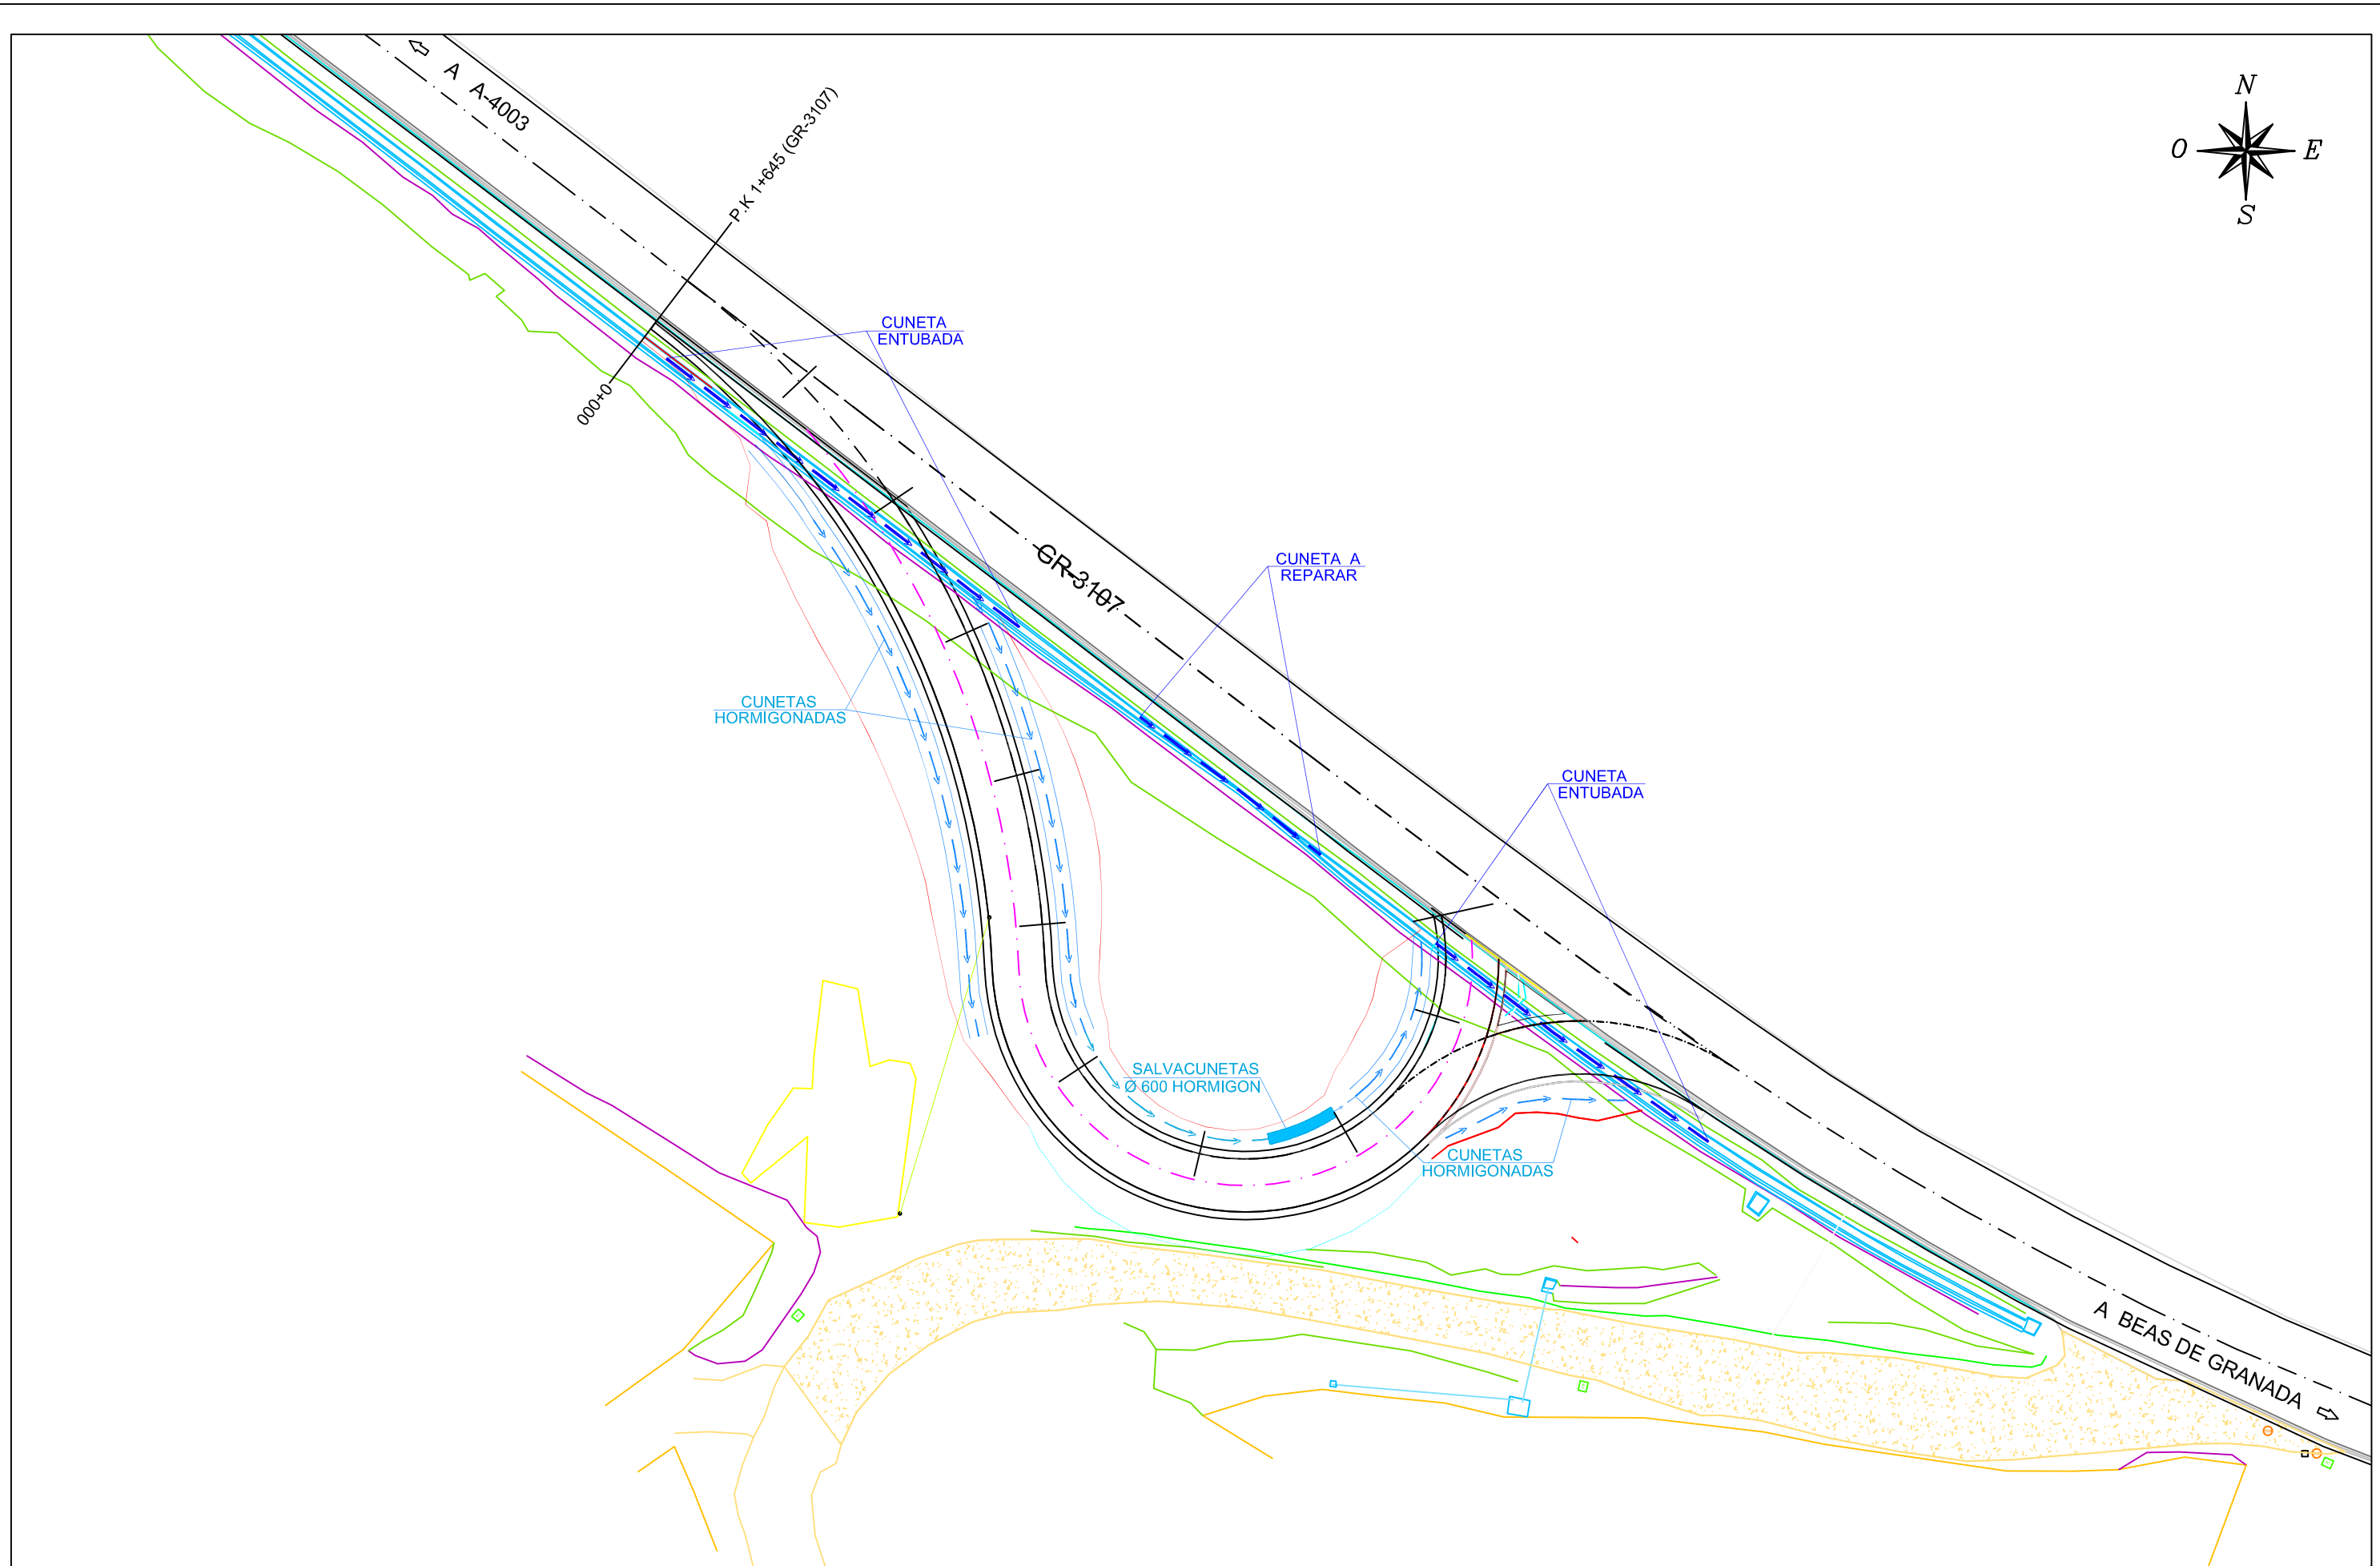 A A-4003
N
O
E
S
P.K 1+645 (GR-3107)
CUNETA
ENTUBADA
000+0
GR-3107
CUNETA A
REPARAR
CUNETAS
HORMIGONADAS
CUNETA
ENTUBADA
SALVACUNETAS
Ø 600 HORMIGON
CUNETAS
HORMIGONADAS
A BEAS DE GRANADA